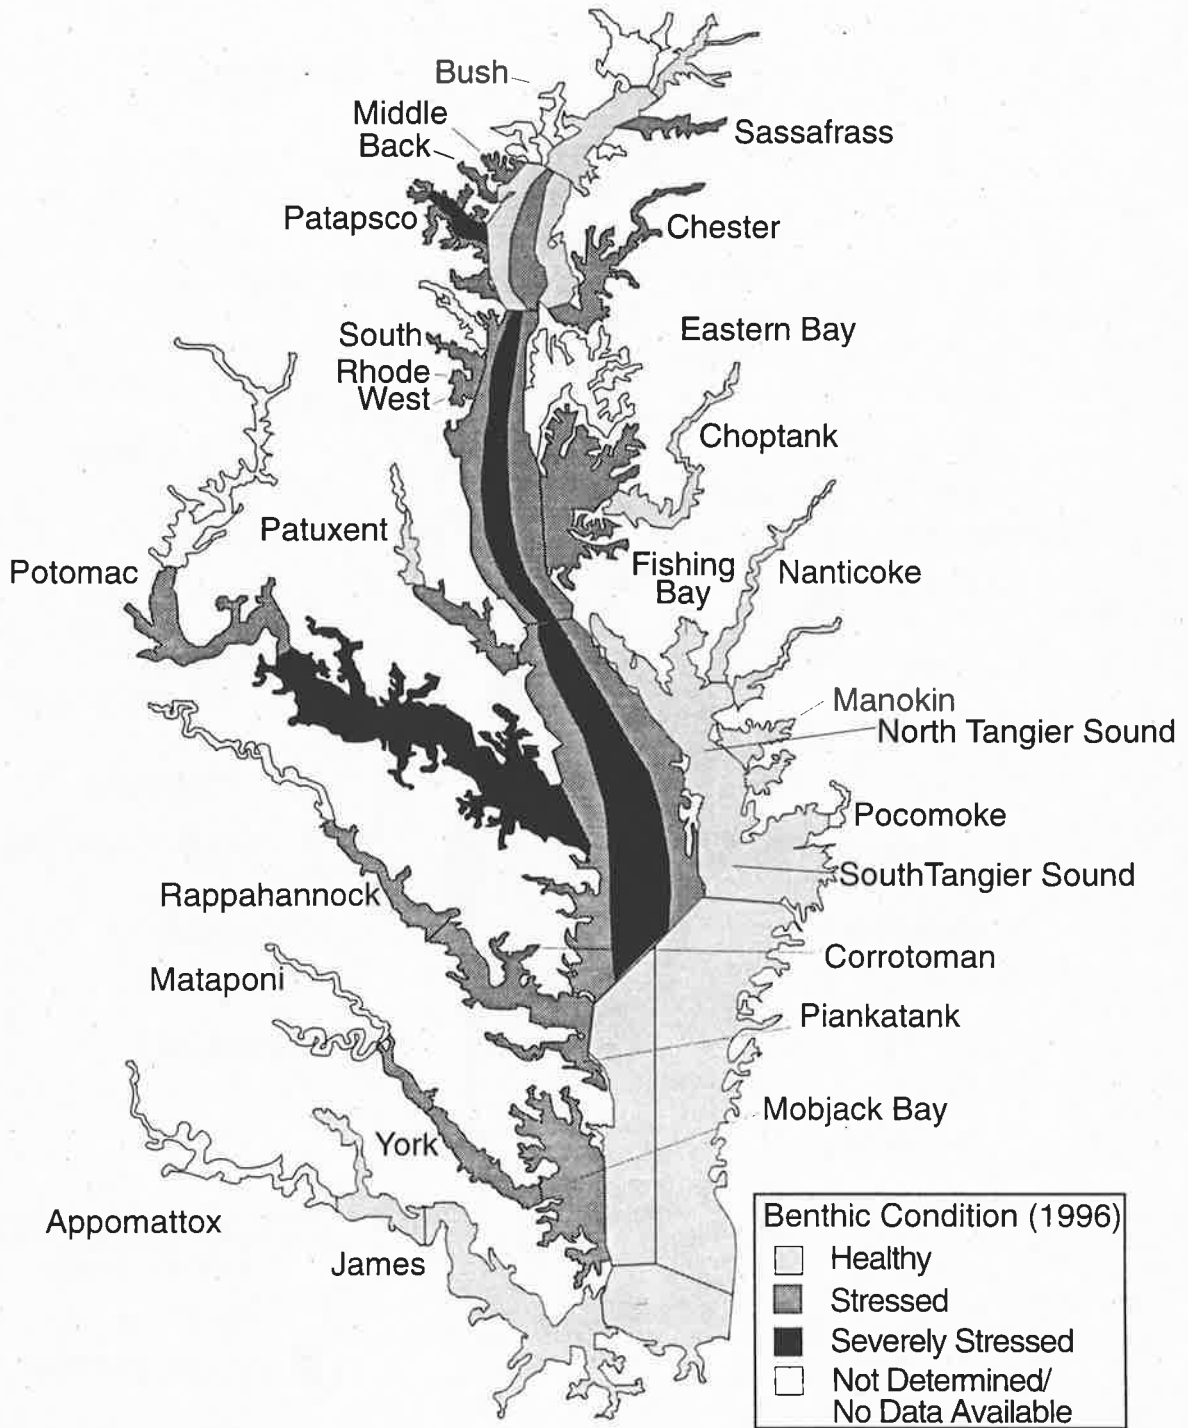 Bush
Middle
Back
Sassafrass
Patapsco
Chester
South
Eastern Bay
Rhode
West
Choptank
Patuxent
Potomac
Fishing
Bay
Nanticoke
Manokin
North Tangier Sound
Pocomoke
SouthTangier Sound
Rappahannock
Corrotoman
Mataponi
Piankatank
Mobjack Bay
York
Appomattox
James
Benthic Condition (1996)
Healthy
Stressed
Severely Stressed
Not Determined/
No Data Available